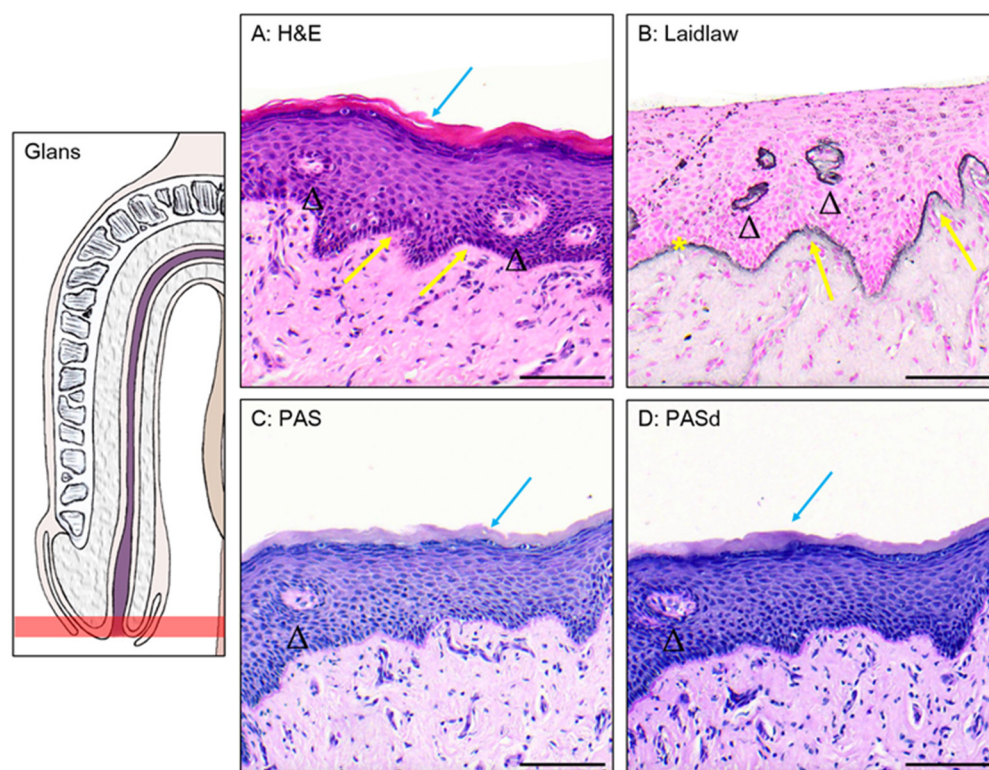 Glans
A: H&E
Δ
Δ
B: Laidlaw
Δ
Δ
*
C: PAS
Δ
D: PASd
Δ